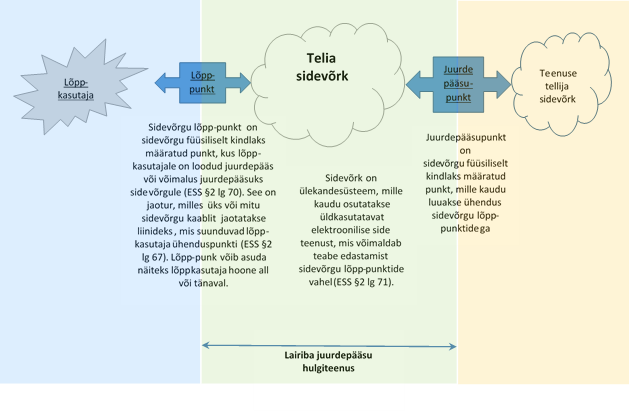 Lõpp-
kasutaja
Lõpp-
punkt
Telia
sidevõrk
Juurde
pääsu-
punkt
Teenuse
tellija
sidevõrk
Sidevõrgu lõpp-punkt on
sidevõrgu füüsiliselt kindlaks
määratud punkt, kus lõpp-
kasutajale on loodud juurdepääs
või võimalus juurdepääsuks
sidevõrgule (ESS §2 lg 70). See on
jaotur, milles üks või mitu
sidevõrgu kaablit jaotatakse
liinideks, mis suunduvad lõpp-
kasutaja ühenduspunkti (ESS §2
lg 67). Lõpp-punk võib asuda
näiteks lõppkasutaja hoone all
või tänaval.
Sidevõrk on
ülekandesüsteem, mille
kaudu osutatakse
üldkasutatavat
elektroonilise side
teenust, mis võimaldab
teabe edastamist
sidevõrgu lõpp-punktide
vahel (ESS §2 lg 71).
Juurdepääsupunkt
on
sidevõrgu füüsiliselt
kindlaks määratud
punkt, mille kaudu
luuakse ühendus
sidevõrgu lõpp-
punktidega
Lairiba juurdepääsu
hulgiteenus